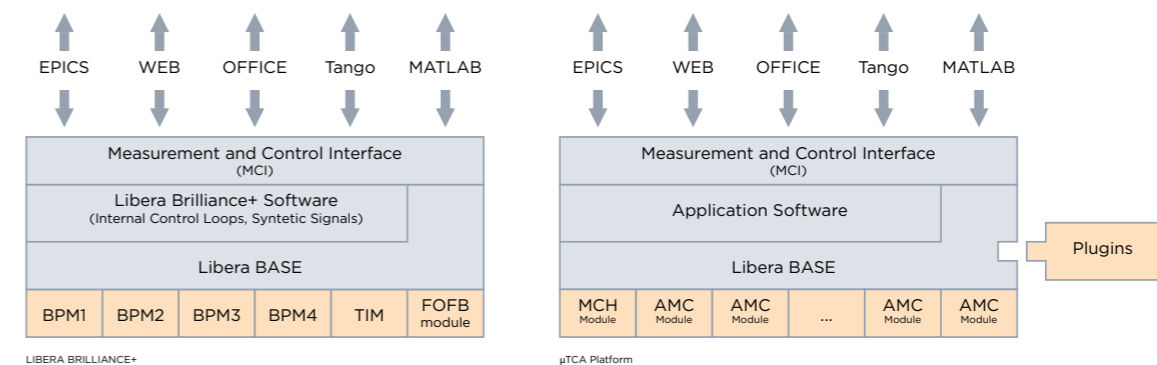 EPICS WEB OFFICE Tango MATLAB
Measurement and Control Interface
(MCI)
Libera Brilliance+ Software
(Internal Control Loops, Syntetic Signals)
Libera BASE
BPM1 BPM2 BPM3 BPM4 TIM FOFB
module
LIBERA BRILLIANCE+
EPICS WEB OFFICE Tango MATLAB
Measurement and Control Interface
(MCI)
Application Software
Libera BASE
Plugins
MCH AMC AMC ... AMC AMC
Module Module Module Module Module
µTCA Platform